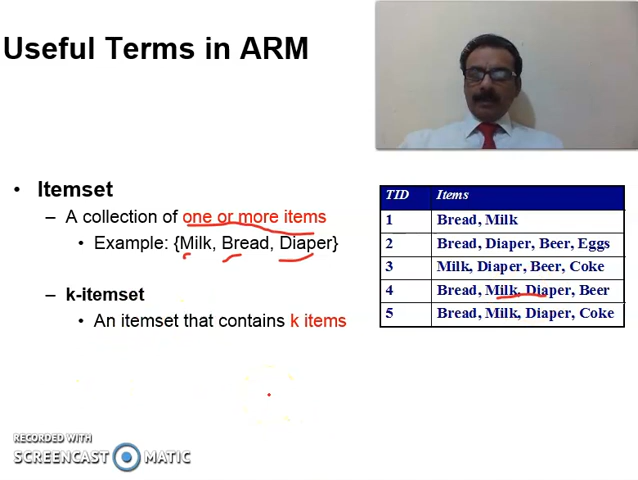 Useful Terms in ARM
• Itemset
– A collection of one or more items
• Example: {Milk, Bread, Diaper}
– k-itemset
• An itemset that contains k items
TID Items
1 Bread, Milk
2 Bread, Diaper, Beer, Eggs
3 Milk, Diaper, Beer, Coke
4 Bread, Milk, Diaper, Beer
5 Bread, Milk, Diaper, Coke
RECORDED WITH
SCREENCAST MATIC